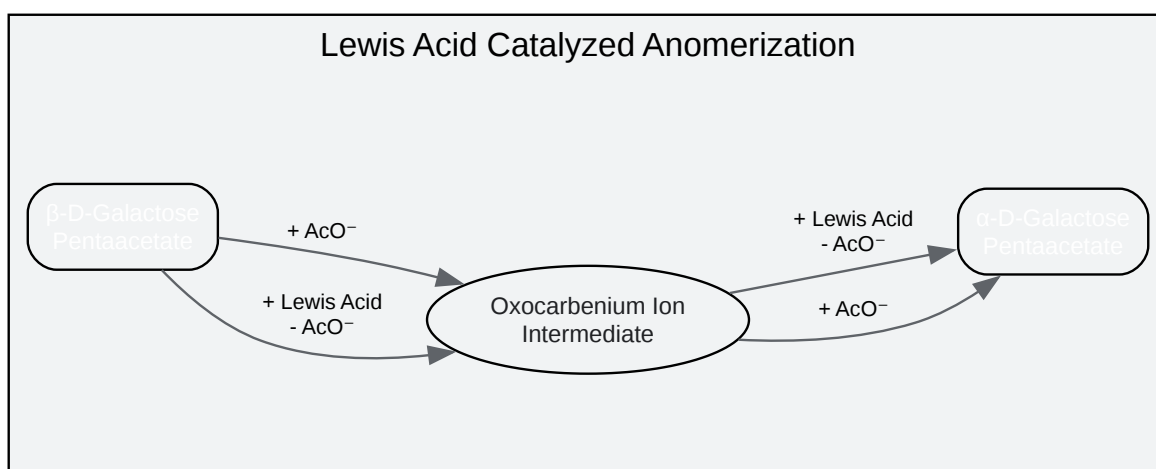 Lewis Acid Catalyzed Anomerization
β-D-Galactose
Pentaacetate
+ AcO⁻
+ Lewis Acid
- AcO⁻
Oxocarbenium Ion
Intermediate
+ Lewis Acid
- AcO⁻
+ AcO⁻
α-D-Galactose
Pentaacetate